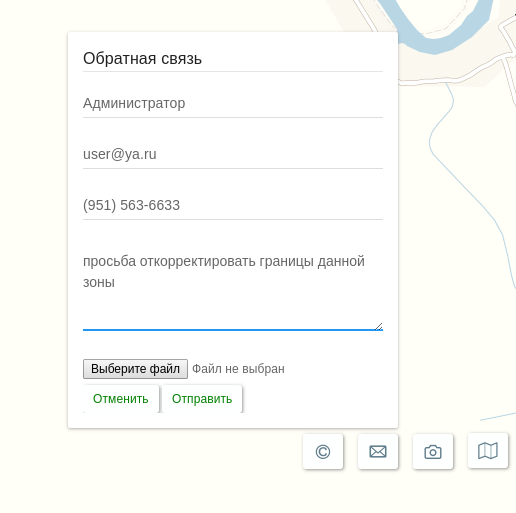 Обратная связь
Администратор
user@ya.ru
(951) 563-6633
просьба откорректировать границы данной
зоны
Выберите файл Файл не выбран
Отменить Отправить
©